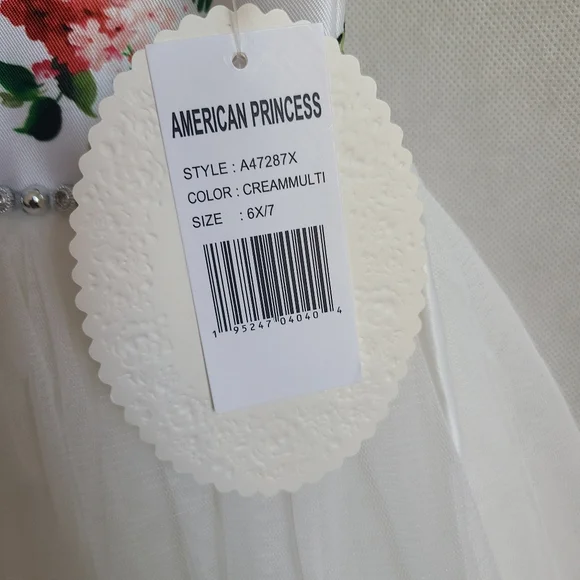 AMERICAN PRINCESS
STYLE : A47287X
COLOR : CREAMMULTI
SIZE : 6X/7
1 95247 04040 4